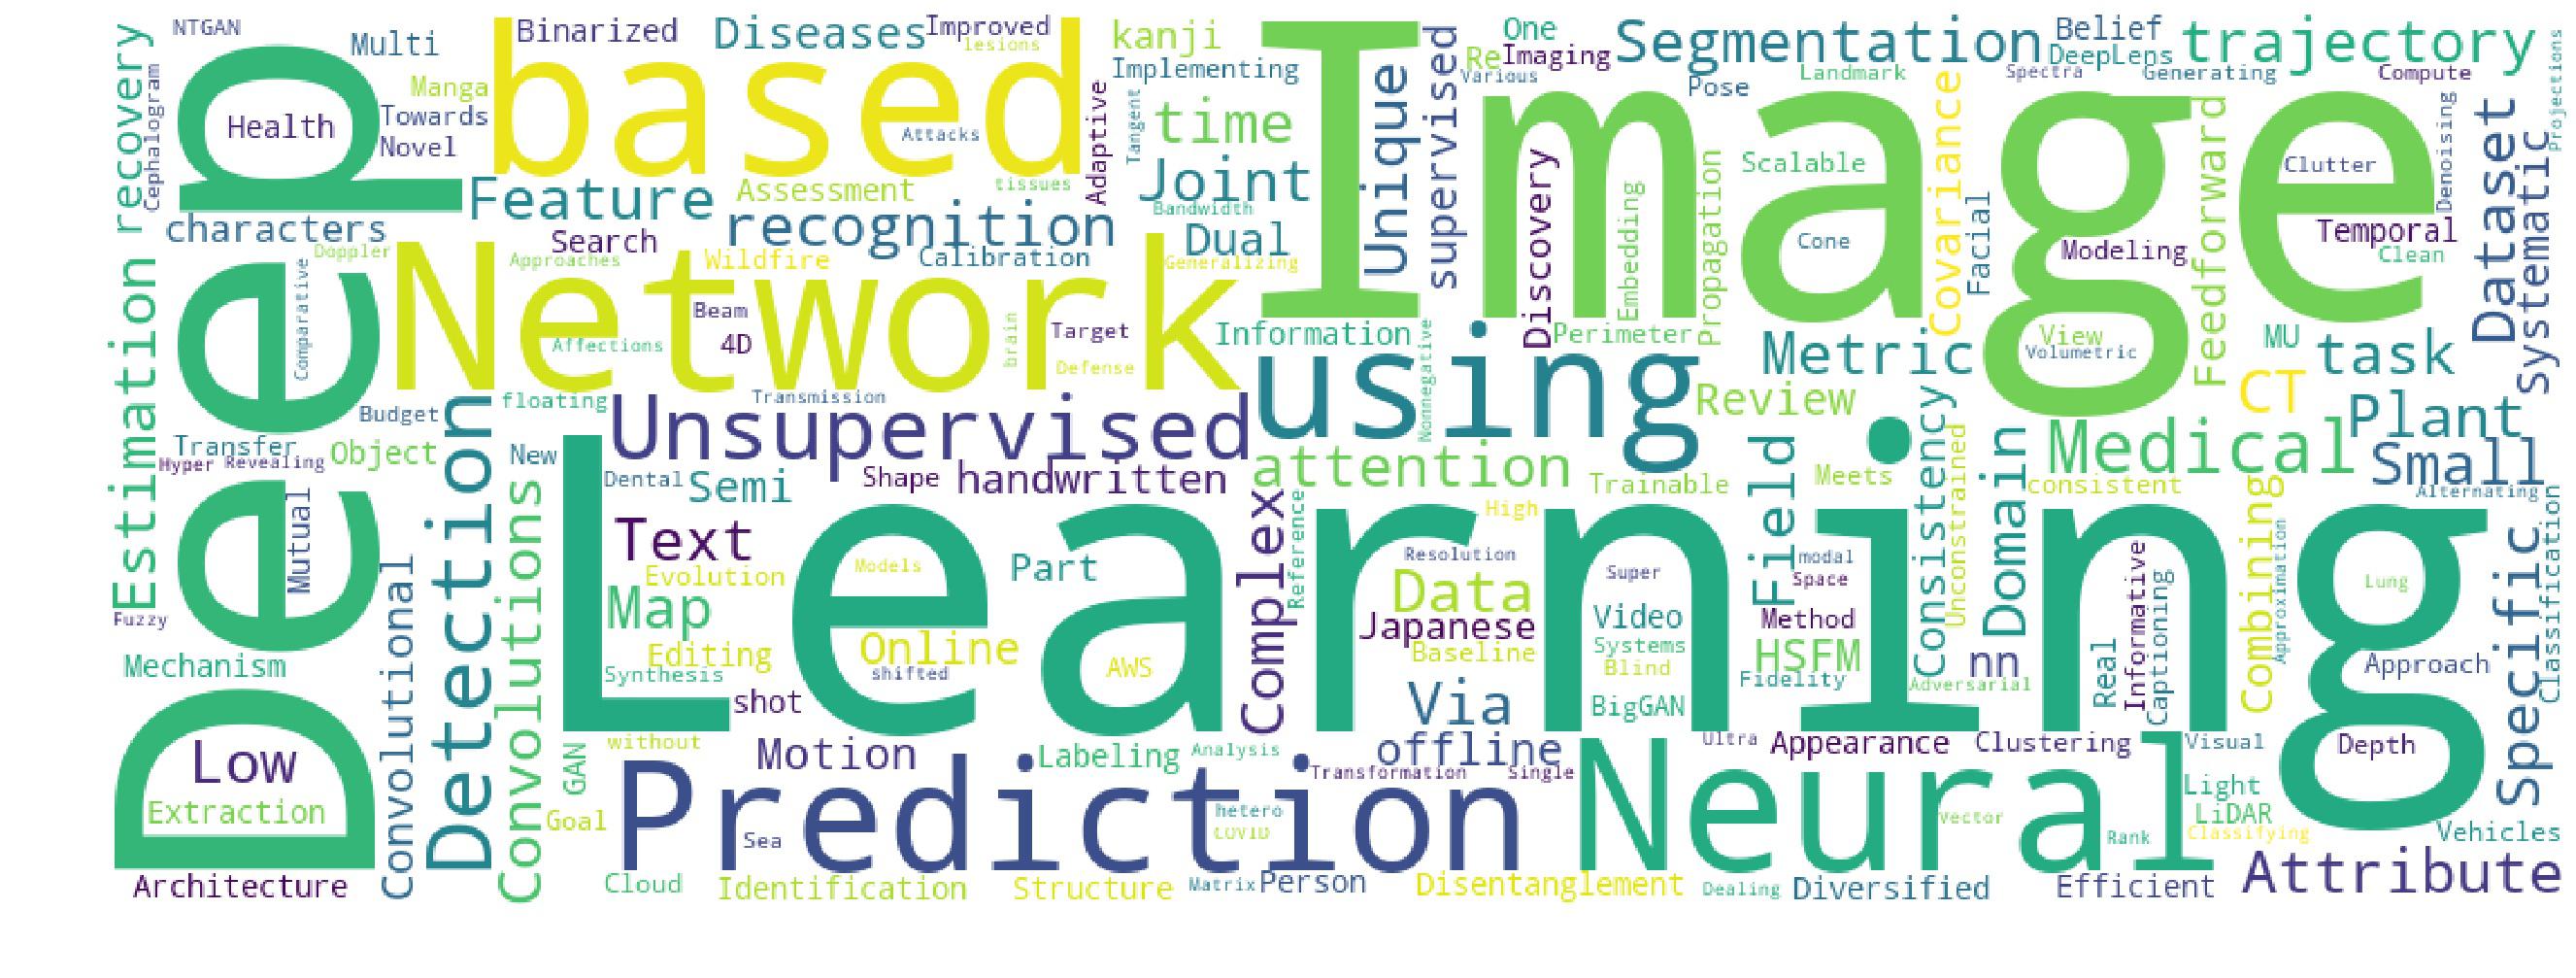 NTGAN
Multi
Binarized
Diseases
Improved
lesions
kanji
Implementing
One
Re
Imaging
Various
Segmentation
Belief
DeepLens
trajectory
Pose
Landmark
Spectra
Generating
Compute
Projections
Estimation
recovery
Cephalogram
Deep
Health
Manga
Towards
Novel
based
Attacks
Adaptive
Tangent
time
Image
Unique
supervised
Discovery
Embedding
Propagation
Scalable
Covariance
Feedforward
Clutter
Denoising
Dataset
Systematic
characters
Doppler
Feature
Assessment
tissues
Joint
Bandwidth
recognition
Search
Dual
Cone
Facial
Modeling
Temporal
Clean
Comparative
Network
Approaches
Wildfire
Calibration
Generalizing
Beam
4D
Affections
brain
Target
Defense
Information
Nonnegative
Perimeter
using
Metric
View
Volumetric
MU
task
Budget
floating
Transmission
Unsupervised
Review
CT
Plant
Transfer
Hyper
Revealing
Object
New
Detection
Convolutions
Convolutional
Mutual
Learning
Dental
Semi
Shape
handwritten
attention
Trainable
Field
Meets
Consistency
Unconstrained
Domain
Medical
consistent
Small
Alternating
Classification
Text
Evolution
Models
Part
Complex
Reference
High
Resolution
Data
Super
modal
Space
Combining
Approximation
Lung
Specific
Fuzzy
Map
Editing
Synthesis
Online
shifted
AWS
Japanese
Baseline
Video
Systems
Blind
Method
HSFM
Fidelity
nn
Adversarial
Real
Informative
Captioning
Approach
Mechanism
shot
Via
BigGAN
Low
Extraction
GAN
without
Motion
Labeling
Analysis
offline
Transformation
Single
Ultra
Appearance
Clustering
Visual
Depth
Goal
Prediction
Sea
hetero
COVID
Neural
Vector
Rank
Light
LiDAR
Classifying
Vehicles
Architecture
Cloud
Identification
Structure
Matrix
Person
Disentanglement
Dealing
Diversified
Efficient
Attribute